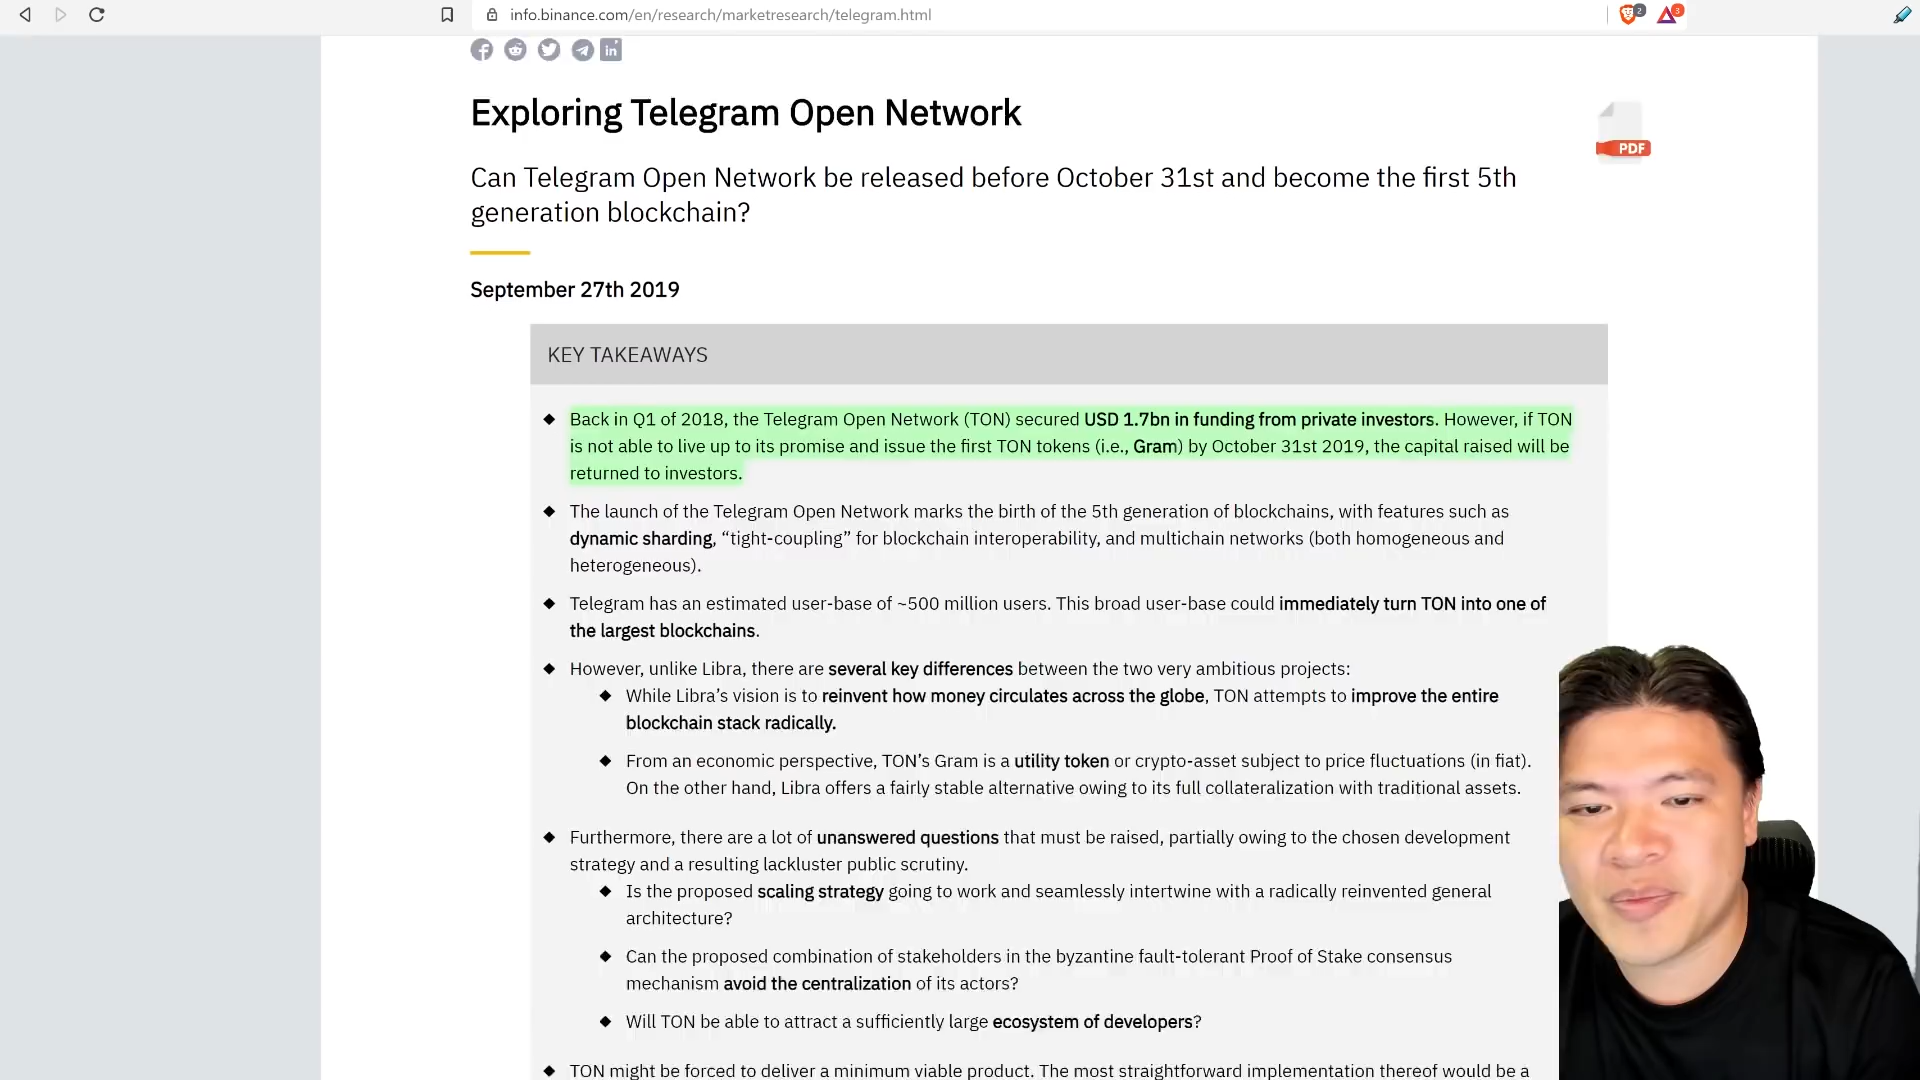 info.binance.com/en/research/marketresearch/telegram.html
2
3
in
Exploring Telegram Open Network
PDF
Can Telegram Open Network be released before October 31st and become the first 5th
generation blockchain?
September 27th 2019
KEY TAKEAWAYS
Back in Q1 of 2018, the Telegram Open Network (TON) secured USD 1.7bn in funding from private investors. However, if TON
is not able to live up to its promise and issue the first TON tokens (i.e., Gram) by October 31st 2019, the capital raised will be
returned to investors.
The launch of the Telegram Open Network marks the birth of the 5th generation of blockchains, with features such as
dynamic sharding, “tight-coupling” for blockchain interoperability, and multichain networks (both homogeneous and
heterogeneous).
Telegram has an estimated user-base of ~500 million users. This broad user-base could immediately turn TON into one of
the largest blockchains.
However, unlike Libra, there are several key differences between the two very ambitious projects:
While Libra’s vision is to reinvent how money circulates across the globe, TON attempts to improve the entire
blockchain stack radically.
From an economic perspective, TON’s Gram is a utility token or crypto-asset subject to price fluctuations (in fiat).
On the other hand, Libra offers a fairly stable alternative owing to its full collateralization with traditional assets.
Furthermore, there are a lot of unanswered questions that must be raised, partially owing to the chosen development
strategy and a resulting lackluster public scrutiny.
Is the proposed scaling strategy going to work and seamlessly intertwine with a radically reinvented general
architecture?
Can the proposed combination of stakeholders in the byzantine fault-tolerant Proof of Stake consensus
mechanism avoid the centralization of its actors?
Will TON be able to attract a sufficiently large ecosystem of developers?
TON might be forced to deliver a minimum viable product. The most straightforward implementation thereof would be a